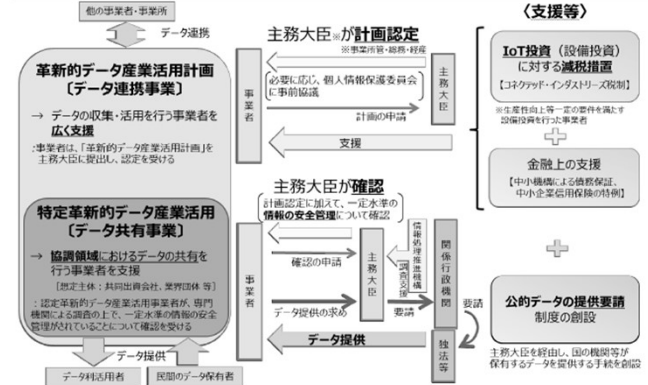 他の事業者・事業所
データ連携
革新的データ産業活用計画
〔データ連携事業〕
→ データの収集・活用を行う事業者を
広く支援
:事業者は、「革新的データ産業活用計画」を
主務大臣に提出し、認定を受ける
特定革新的データ産業活用
〔データ共有事業〕
→ 協調領域におけるデータの共有を
行う事業者を支援
[想定主体:共同出資会社、業界団体 等]
:認定革新的データ産業活用事業者が、専門
機関による調査の上で、一定水準の情報の安全
管理がされていることについて確認を受ける
データ提供
データ利活用者
民間のデータ保有者
主務大臣※が計画認定
※事業所管・総務・経産
必要に応じ、個人情報保護委員会
に事前協議
計画の申請
事業者
主務大臣
支援
主務大臣が確認
計画認定に加えて、一定水準の
情報の安全管理について確認
確認の申請
事業者
主務大臣
情報処理推進機構
調査支援
関係行政機関
データ提供の求め
要請
要請
データ提供
独法等
〈支援等〉
IoT投資(設備投資)
に対する減税措置
【コネクテッド・インダストリーズ税制】
※生産性向上等一定の要件を満たす
設備投資を行った事業者
金融上の支援
【中小機構による債務保証、
中小企業信用保険の特例】
公的データの提供要請
制度の創設
主務大臣を経由し、国の機関等が
保有するデータを提供する手続を創設